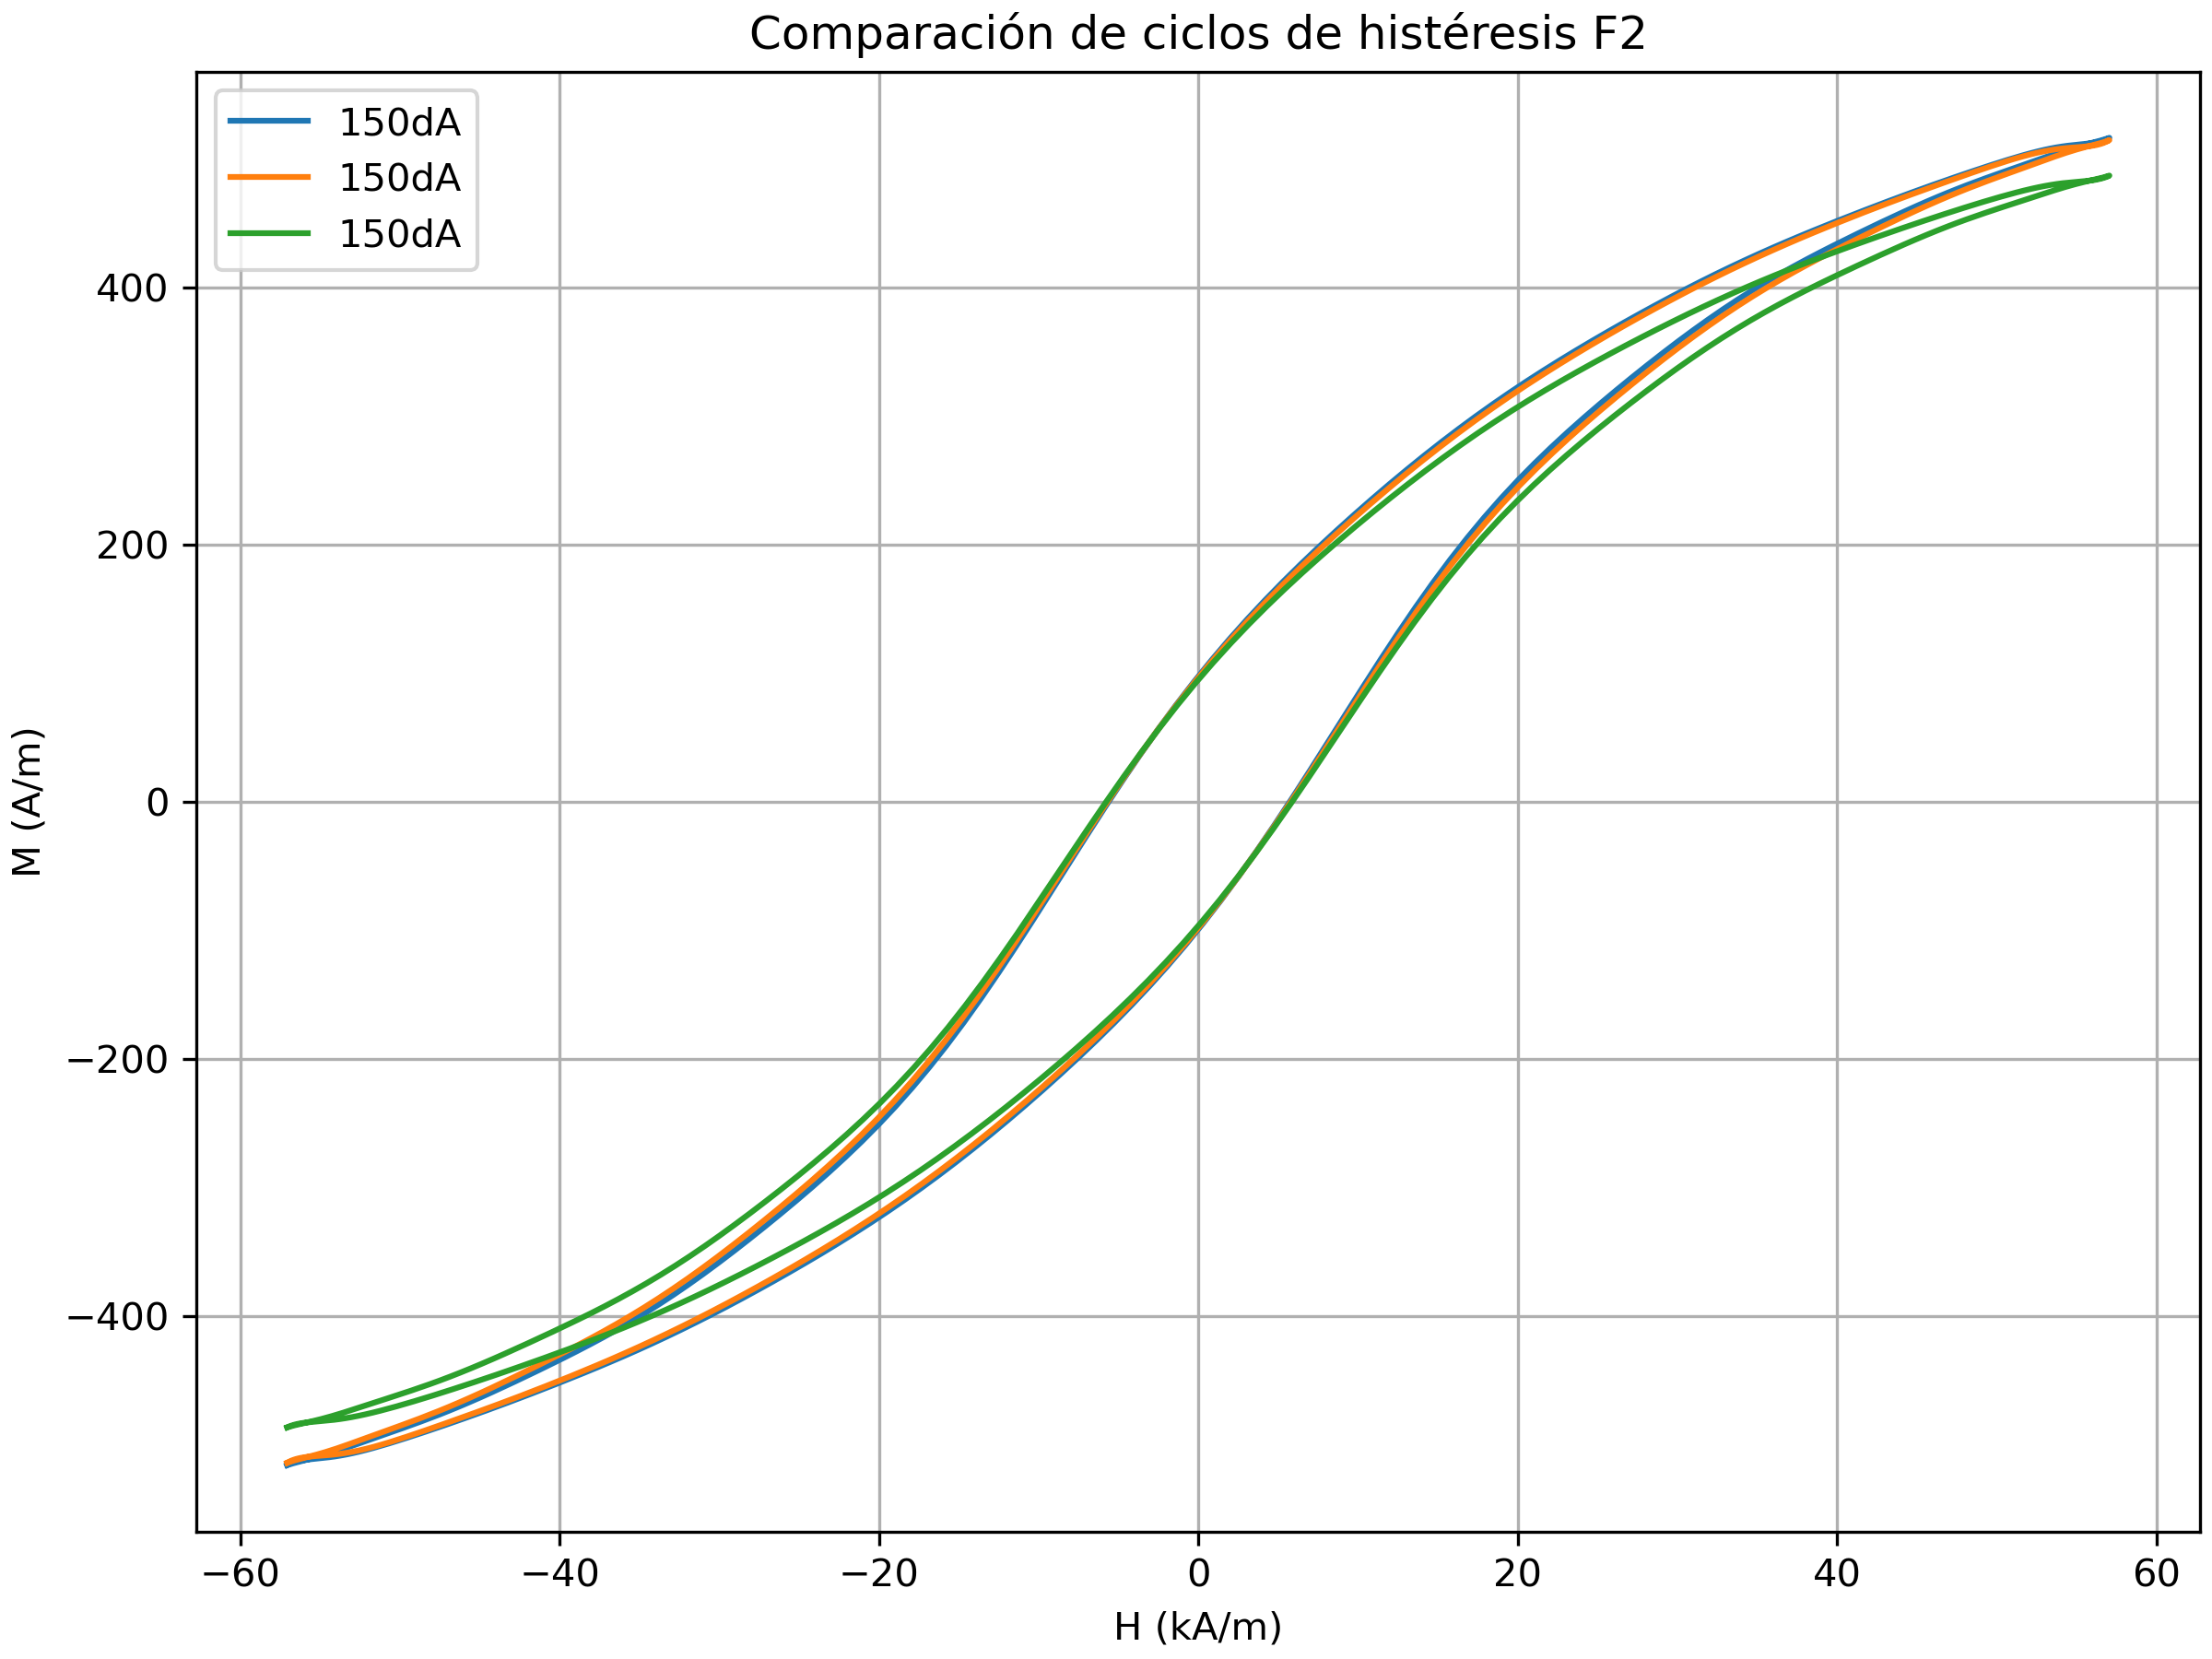 Comparación de ciclos de histéresis F2
150dA
150dA
150dA
400
200
0
−200
−400
M (A/m)
−60
−40
−20
0
20
40
60
H (kA/m)